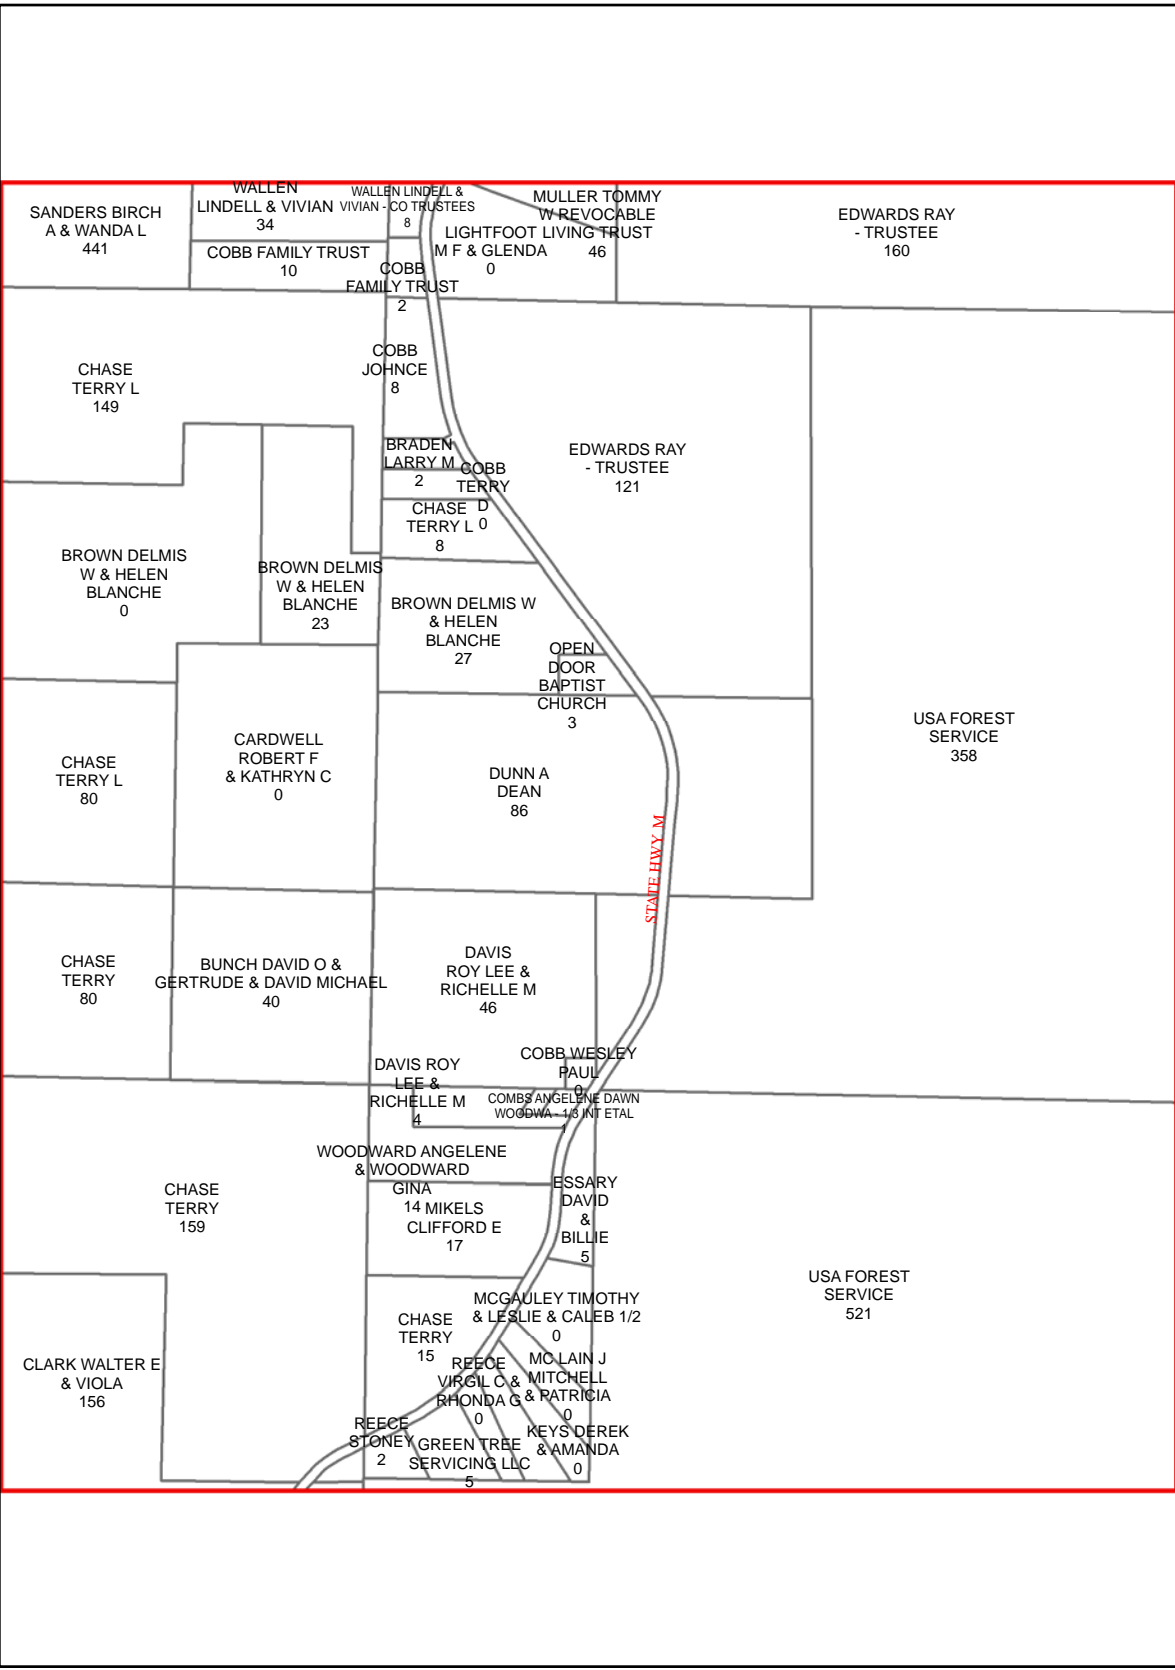 SANDERS BIRCH
A & WANDA L
441
WALLEN
LINDELL & VIVIAN
34
WALLEN LINDELL &
VIVIAN - CO TRUSTEES
8
MULLER TOMMY
W REVOCABLE
LIVING TRUST
46
LIGHTFOOT
M F & GLENDA
0
EDWARDS RAY
- TRUSTEE
160
COBB FAMILY TRUST
10
COBB
FAMILY TRUST
2
CHASE
TERRY L
149
COBB
JOHNCE
8
BRADEN
LARRY M
2
COBB
TERRY
D
0
EDWARDS RAY
- TRUSTEE
121
CHASE
TERRY L
8
BROWN DELMIS
W & HELEN
BLANCHE
0
BROWN DELMIS
W & HELEN
BLANCHE
23
BROWN DELMIS W
& HELEN
BLANCHE
27
OPEN
DOOR
BAPTIST
CHURCH
3
USA FOREST
SERVICE
358
CHASE
TERRY L
80
CARDWELL
ROBERT F
& KATHRYN C
0
DUNN A
DEAN
86
STATE HWY M
CHASE
TERRY
80
BUNCH DAVID O &
GERTRUDE & DAVID MICHAEL
40
DAVIS
ROY LEE &
RICHELLE M
46
COBB WESLEY
PAUL
0
DAVIS ROY
LEE &
RICHELLE M
4
COMBS ANGELENE DAWN
WOODWA - 1/3 INT ETAL
1
WOODWARD ANGELENE
& WOODWARD
GINA
14
CHASE
TERRY
159
MIKELS
CLIFFORD E
17
ESSARY
DAVID
&
BILLIE
5
USA FOREST
SERVICE
521
MCGAULEY TIMOTHY
& LESLIE & CALEB 1/2
0
CHASE
TERRY
15
CLARK WALTER E
& VIOLA
156
REECE
VIRGIL C &
RHONDA G
0
MC LAIN J
MITCHELL
& PATRICIA
0
REECE
STONEY
2
GREEN TREE
SERVICING LLC
5
KEYS DEREK
& AMANDA
0